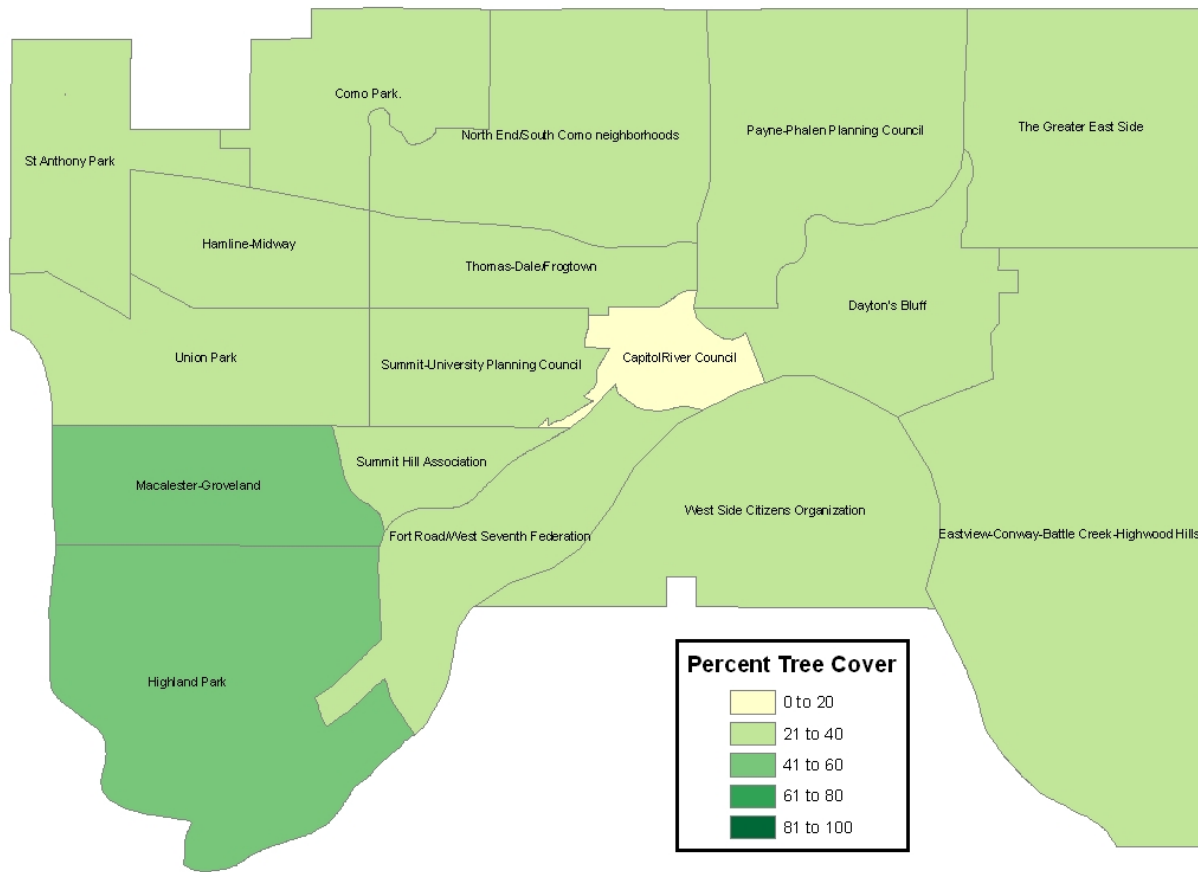 Como Park.
North End/South Como neighborhoods
Payne-Phalen Planning Council
The Greater East Side
St Anthony Park
Hamline-Midway
Thomas-Dale/Frogtown
Dayton's Bluff
Union Park
Summit-University Planning Council
CapitolRiver Council
Macalester-Groveland
Summit Hill Association
West Side Citizens Organization
Fort Road/West Seventh Federation
Eastview-Conway-Battle Creek-Highwood Hills
Highland Park
Percent Tree Cover
0 to 20
21 to 40
41 to 60
61 to 80
81 to 100